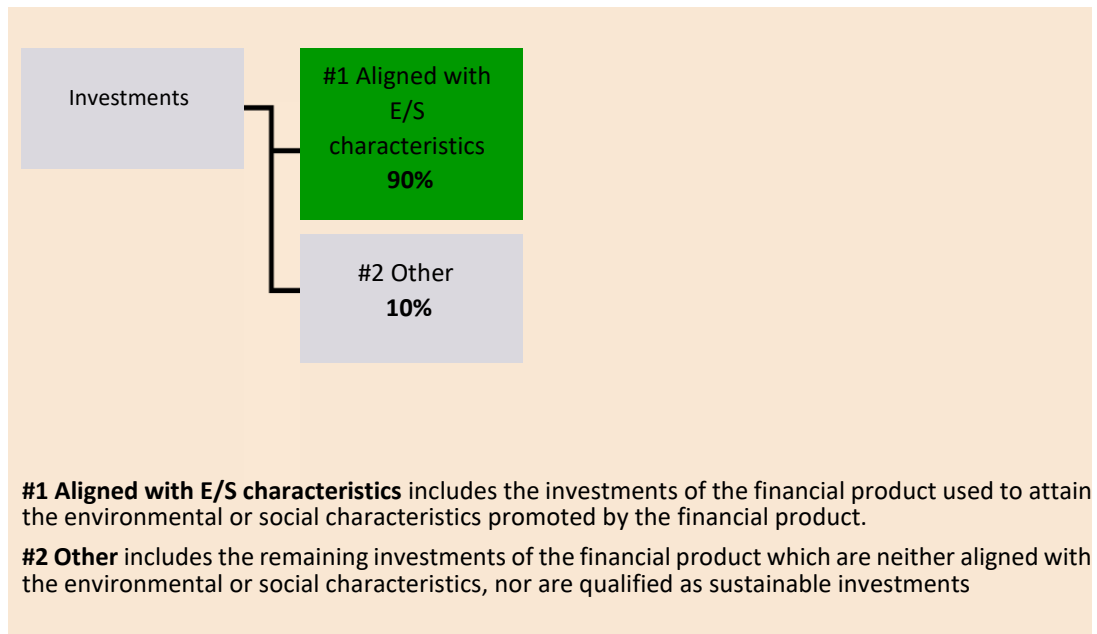 Investments
#1 Aligned with
E/S
characteristics
90%
#2 Other
10%
#1 Aligned with E/S characteristics includes the investments of the financial product used to attain
the environmental or social characteristics promoted by the financial product.
#2 Other includes the remaining investments of the financial product which are neither aligned with
the environmental or social characteristics, nor are qualified as sustainable investments